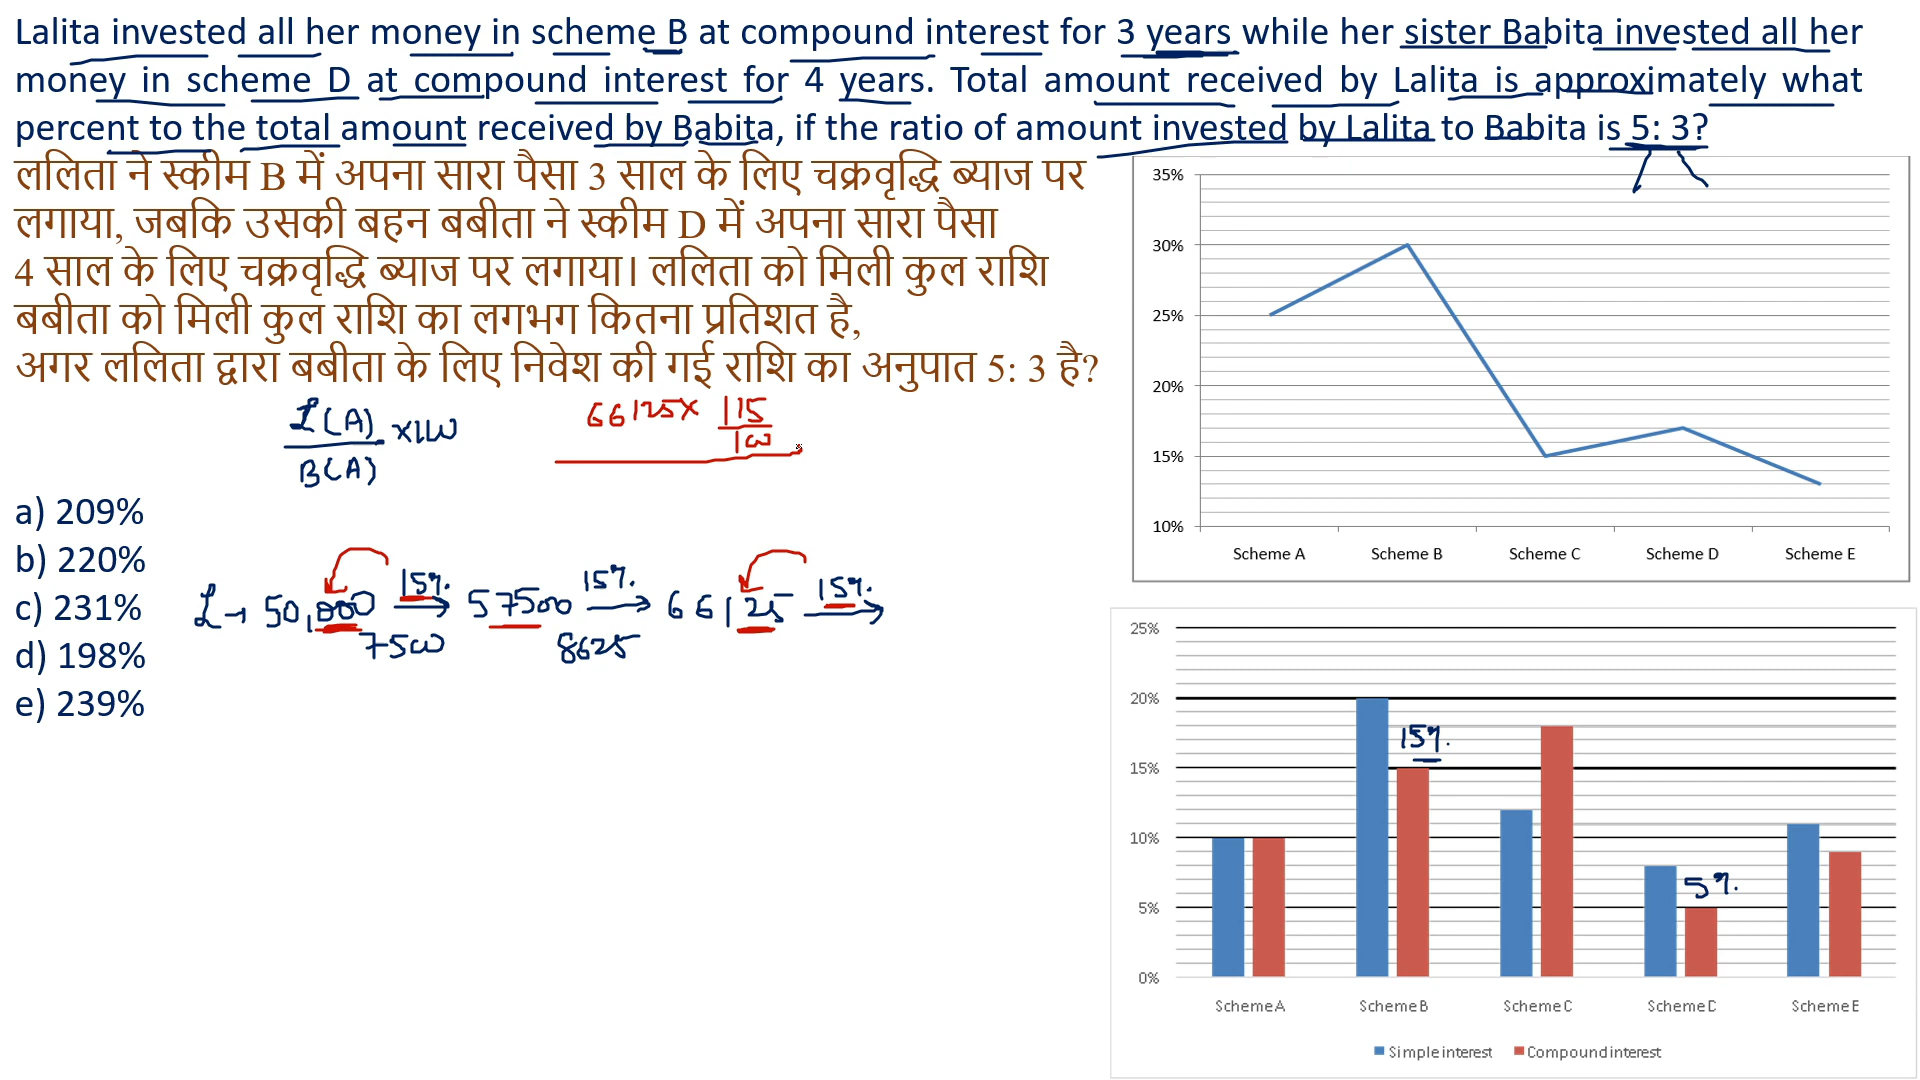 Lalita invested all her money in scheme B at compound interest for 3 years while her sister Babita invested all her
money in scheme D at compound interest for 4 years. Total amount received by Lalita is approximately what
percent to the total amount received by Babita, if the ratio of amount invested by Lalita to Babita is 5: 3?
ललिता ने स्कीम B में अपना सारा पैसा 3 साल के लिए चक्रवृद्धि ब्याज पर
लगाया, जबकि उसकी बहन बबीता ने स्कीम D में अपना सारा पैसा
4 साल के लिए चक्रवृद्धि ब्याज पर लगाया। ललिता को मिली कुल राशि
बबीता को मिली कुल राशि का लगभग कितना प्रतिशत है,
अगर ललिता द्वारा बबीता के लिए निवेश की गई राशि का अनुपात 5: 3 है?
L(A)
B(A)
×100
66125×
115
100
a) 209%
b) 220%
c) 231%
d) 198%
e) 239%
L→ 50,000 15% 57500 15% 66125 15%
7500 8625
35%
30%
25%
20%
15%
10%
Scheme A Scheme B Scheme C Scheme D Scheme E
25%
20%
15%
15%
10%
5%
5%
0%
Scheme A Scheme B Scheme C Scheme D Scheme E
Simple interest Compound interest